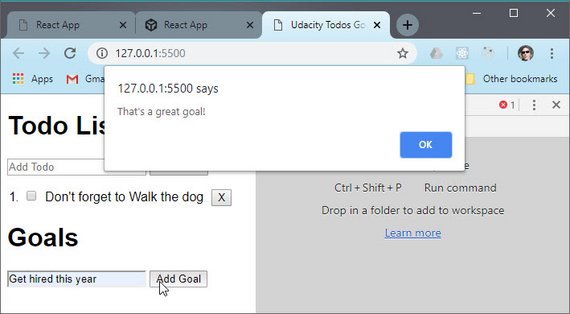 React App
React App
Udacity Todos Go
127.0.0.1:5500
Apps
Gma
Other bookmarks
127.0.0.1:5500 says
That's a great goal!
OK
1
Todo Lis
Add Todo
1. Don't forget to Walk the dog X
Goals
Get hired this year Add Goal
Ctrl + Shift + P Run command
Drop in a folder to add to workspace
Learn more